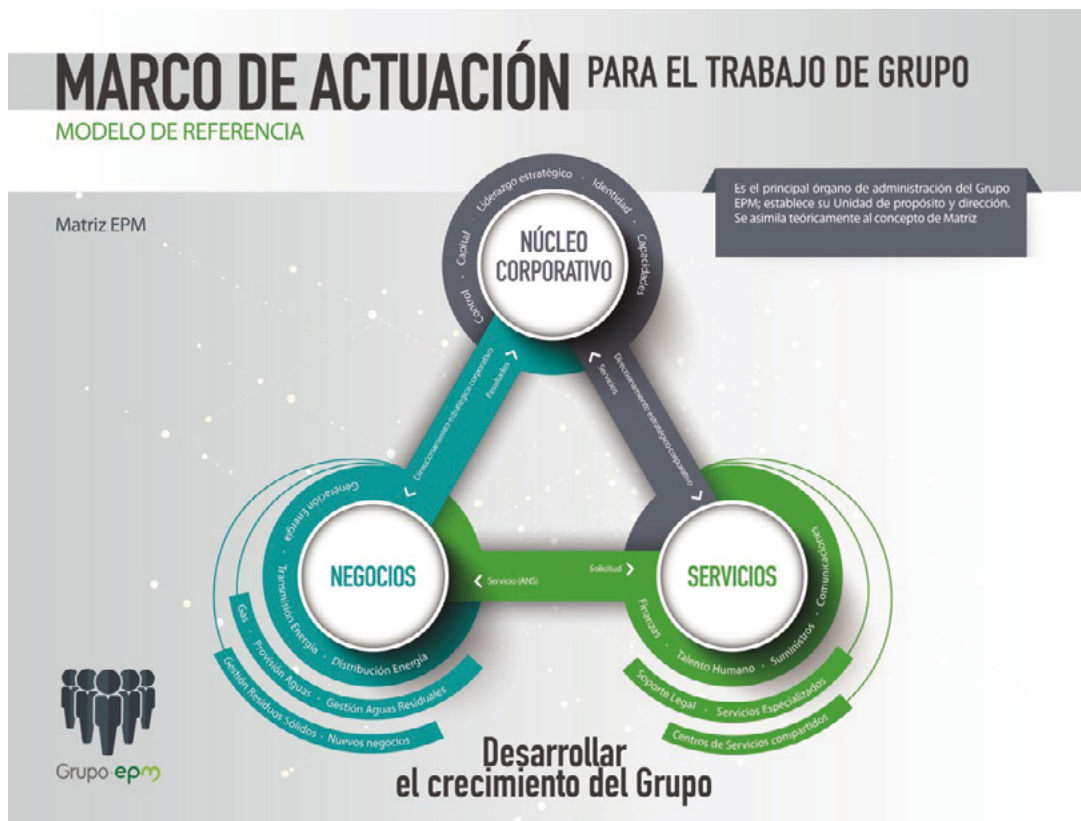 MARCO DE ACTUACIÓN PARA EL TRABAJO DE GRUPO
MODELO DE REFERENCIA
Matriz EPM
Es el principal órgano de administración del Grupo
EPM; establece su Unidad de propósito y dirección.
Se asimila teóricamente al concepto de Matriz
Control · Capital · Liderazgo estratégico · Identidad · Capacidades
NÚCLEO
CORPORATIVO
Direccionamiento estratégico corporativo
Resultados
Servicios
Direccionamiento estratégico corporativo
Generación Energía · Transmisión Energía · Distribución Energía
NEGOCIOS
Gas · Provisión Aguas · Gestión Aguas Residuales
Gestión Residuos Sólidos · Nuevos negocios
Servicio (ANS)
Solicitud
SERVICIOS
Finanzas · Talento Humano · Suministros · Comunicaciones
Soporte Legal · Servicios Especializados
Centros de Servicios compartidos
Grupo epm
Desarrollar
el crecimiento del Grupo